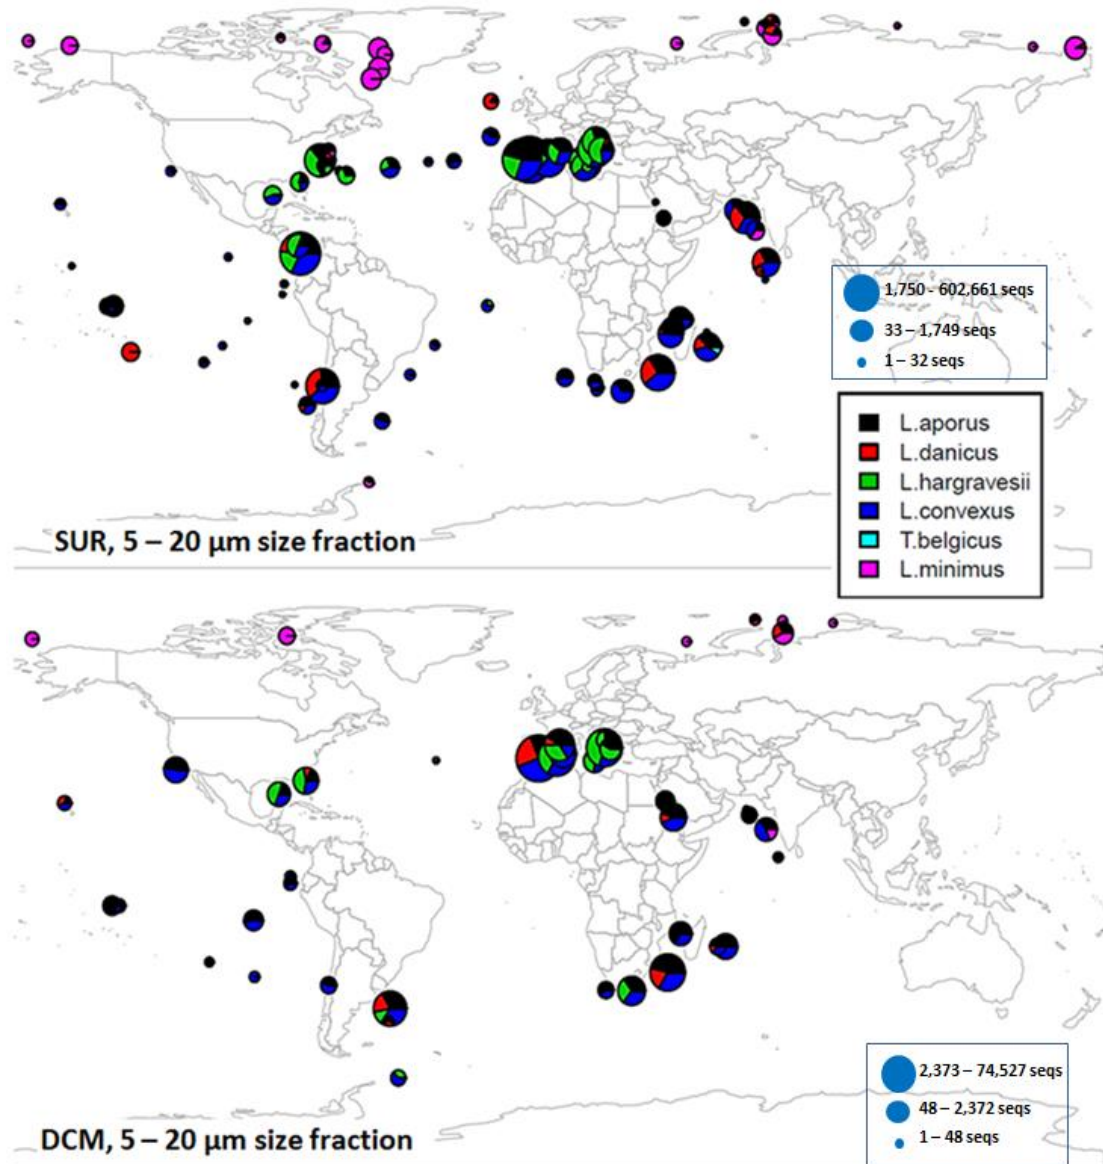 1,750 - 602,661 seqs
33 – 1,749 seqs
1 – 32 seqs
L.aporus
L.danicus
L.hargravesii
L.convexus
T.belgicus
L.minimus
SUR, 5 – 20 µm size fraction
2,373 – 74,527 seqs
48 – 2,372 seqs
1 – 48 seqs
DCM, 5 – 20 µm size fraction